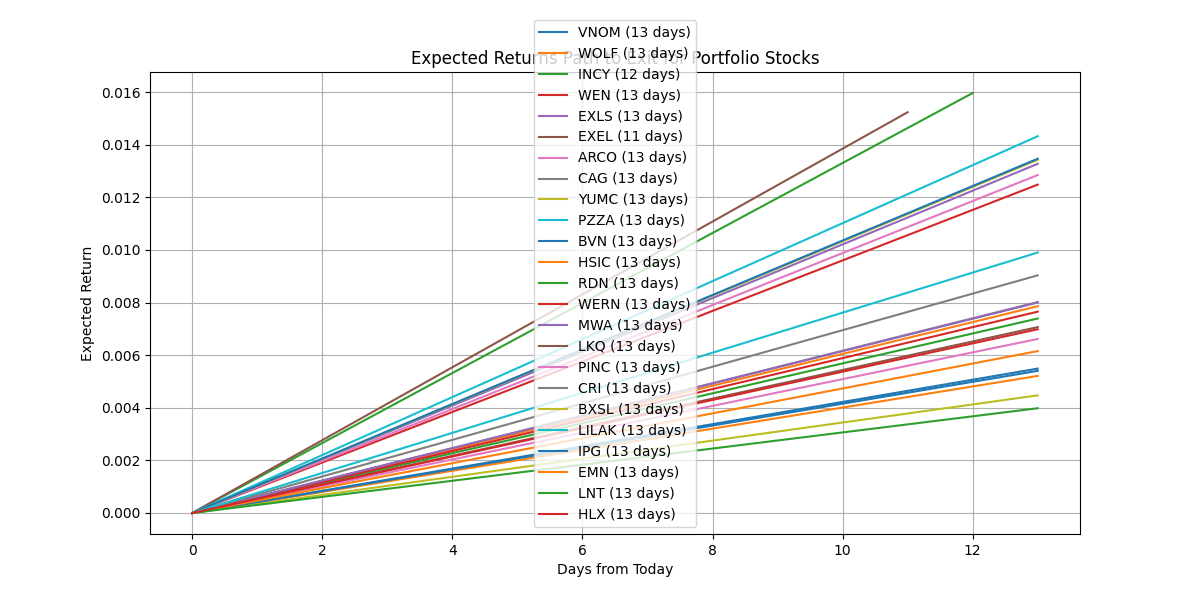 Expected Returns Path to Exit for Portfolio Stocks
VNOM (13 days)
WOLF (13 days)
INCY (12 days)
WEN (13 days)
EXLS (13 days)
EXEL (11 days)
ARCO (13 days)
CAG (13 days)
YUMC (13 days)
PZZA (13 days)
BVN (13 days)
HSIC (13 days)
RDN (13 days)
WERN (13 days)
MWA (13 days)
LKQ (13 days)
PINC (13 days)
CRI (13 days)
BXSL (13 days)
LILAK (13 days)
IPG (13 days)
EMN (13 days)
LNT (13 days)
HLX (13 days)
Expected Return
0.016
0.014
0.012
0.010
0.008
0.006
0.004
0.002
0.000
0 2 4 6 8 10 12
Days from Today